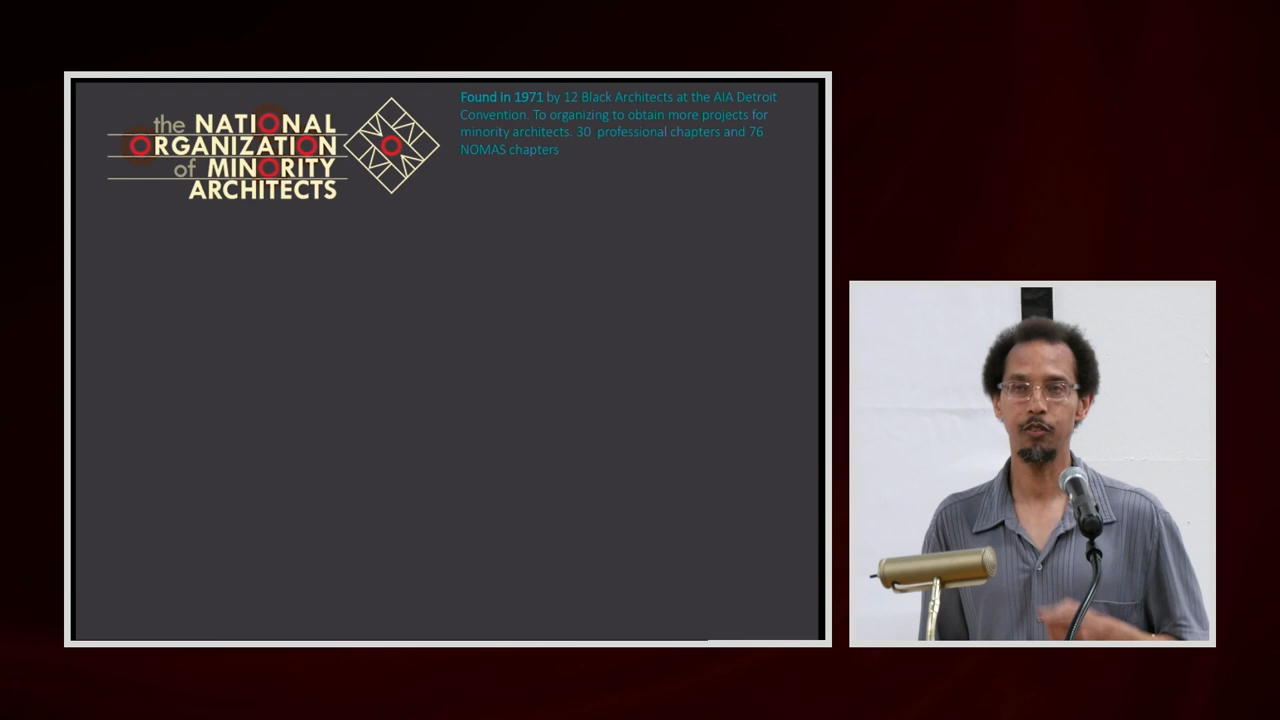 the NATIONAL
ORGANIZATION
of MINORITY
ARCHITECTS
Found in 1971 by 12 Black Architects at the AIA Detroit
Convention. To organizing to obtain more projects for
minority architects. 30 professional chapters and 76
NOMAS chapters